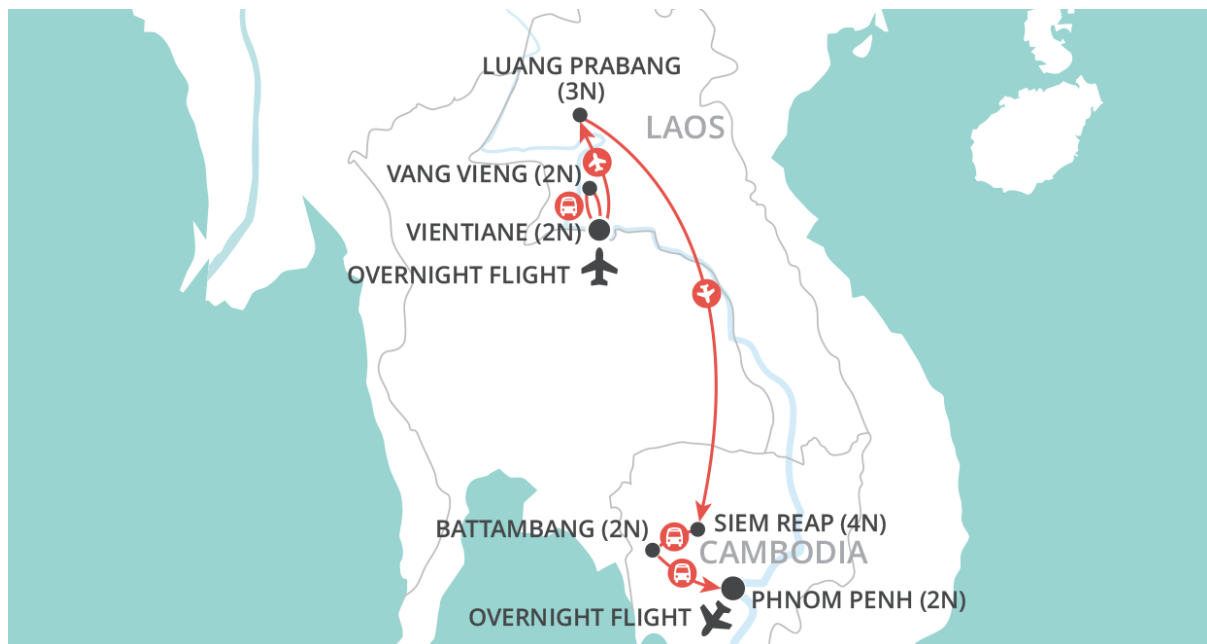 LUANG PRABANG
(3N)
LAOS
VANG VIENG (2N)
VIENTIANE (2N)
OVERNIGHT FLIGHT
BATTAMBANG (2N)
SIEM REAP (4N)
CAMBODIA
PHNOM PENH (2N)
OVERNIGHT FLIGHT